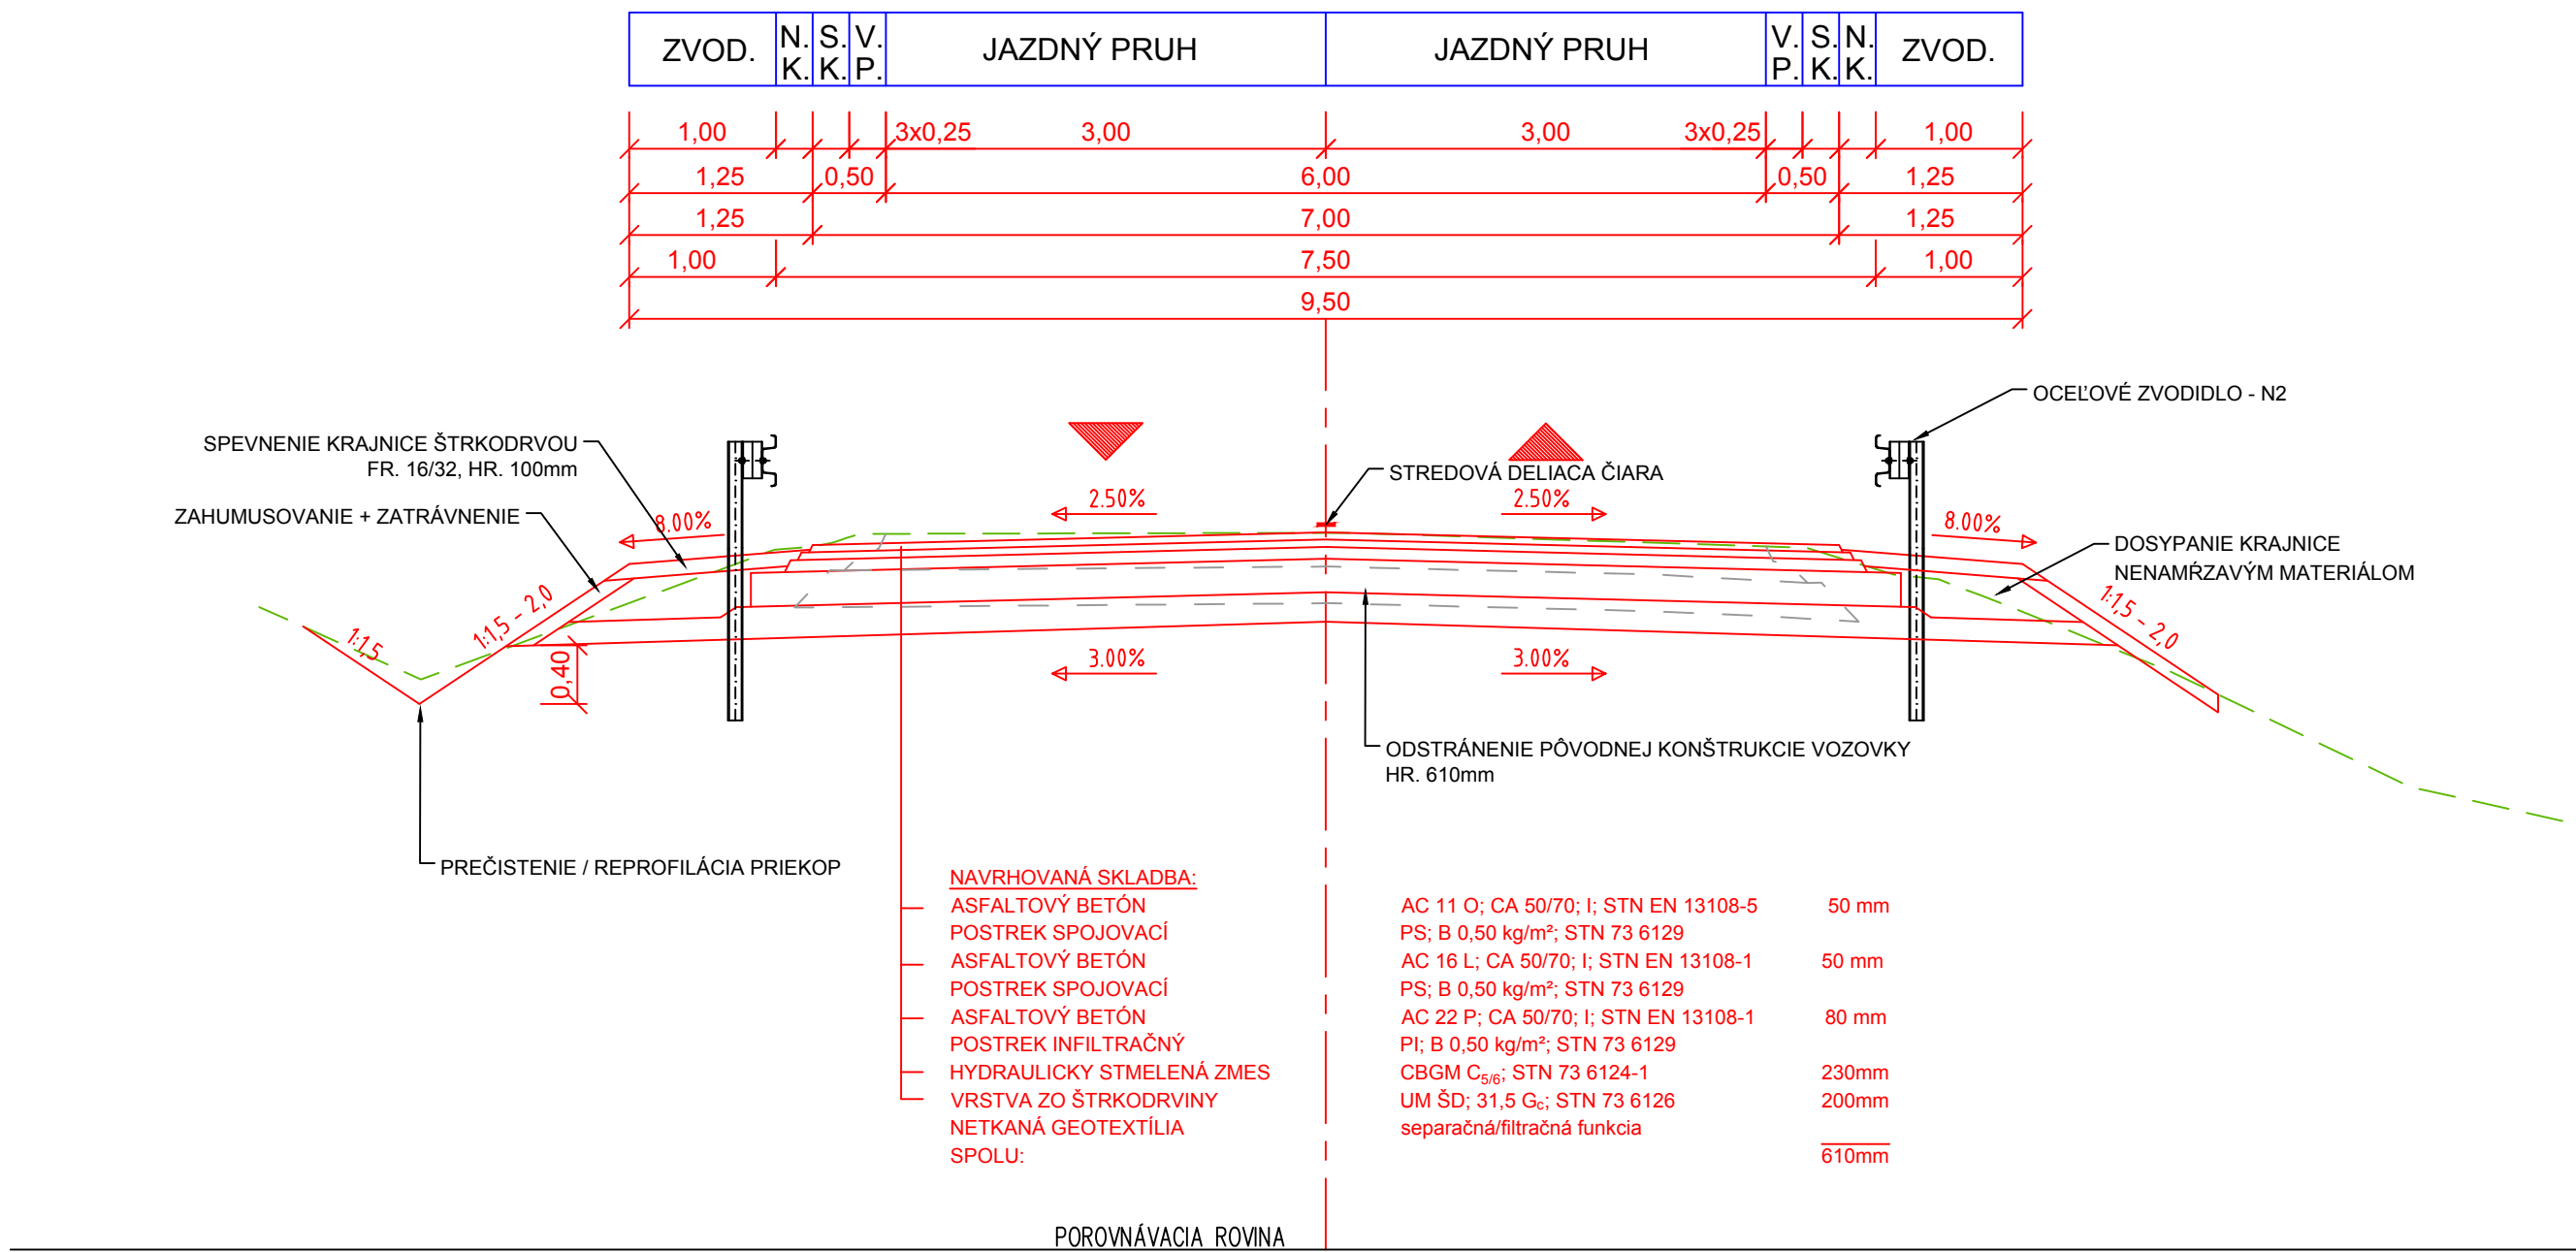 ZVOD.
N. K.
S. K.
V. P.
JAZDNÝ PRUH
JAZDNÝ PRUH
V. P.
S. K.
N. K.
ZVOD.
1,00
3x0,25
3,00
3,00
3x0,25
1,00
1,25
0,50
6,00
0,50
1,25
1,25
7,00
1,25
1,00
7,50
1,00
9,50
OCEĽOVÉ ZVODIDLO - N2
SPEVNENIE KRAJNICE ŠTRKODRVOU
FR. 16/32, HR. 100mm
STREDOVÁ DELIACA ČIARA
ZAHUMUSOVANIE + ZATRÁVNENIE
8.00%
2.50%
2.50%
8.00%
DOSYPANIE KRAJNICE
NENAMŔZAVÝM MATERIÁLOM
1:1,5
1:1,5 - 2,0
1:1,5 - 2,0
0,40
3.00%
3.00%
ODSTRÁNENIE PÔVODNEJ KONŠTRUKCIE VOZOVKY
HR. 610mm
PREČISTENIE / REPROFILÁCIA PRIEKOP
NAVRHOVANÁ SKLADBA:
ASFALTOVÝ BETÓN AC 11 O; CA 50/70; I; STN EN 13108-5 50 mm
POSTREK SPOJOVACÍ PS; B 0,50 kg/m²; STN 73 6129
ASFALTOVÝ BETÓN AC 16 L; CA 50/70; I; STN EN 13108-1 50 mm
POSTREK SPOJOVACÍ PS; B 0,50 kg/m²; STN 73 6129
ASFALTOVÝ BETÓN AC 22 P; CA 50/70; I; STN EN 13108-1 80 mm
POSTREK INFILTRAČNÝ PI; B 0,50 kg/m²; STN 73 6129
HYDRAULICKY STMELENÁ ZMES CBGM C5/6; STN 73 6124-1 230mm
VRSTVA ZO ŠTRKODRVINY UM ŠD; 31,5 Gc; STN 73 6126 200mm
NETKANÁ GEOTEXTÍLIA separačná/filtračná funkcia
SPOLU: 610mm
POROVNÁVACIA ROVINA